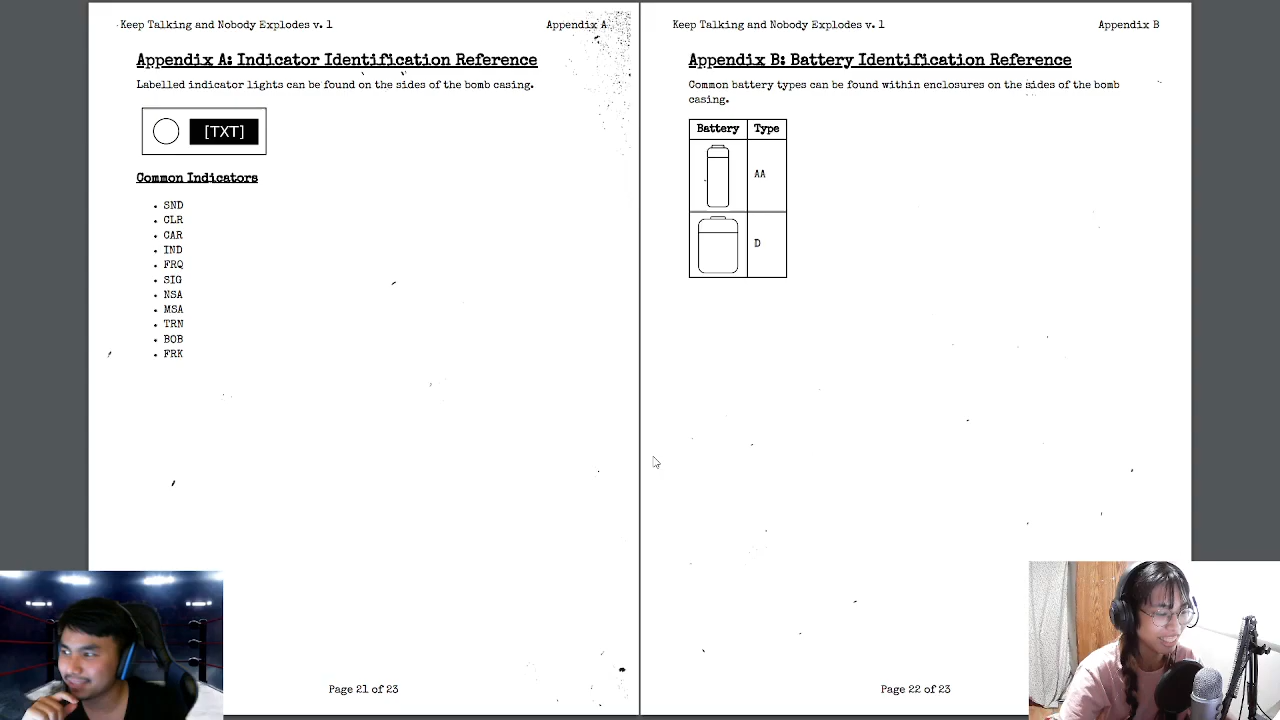 Keep Talking and Nobody Explodes v. 1
Appendix A
Appendix A: Indicator Identification Reference
Labelled indicator lights can be found on the sides of the bomb casing.
[TXT]
Common Indicators
• SND
• CLR
• CAR
• IND
• FRQ
• SIG
• NSA
• MSA
• TRN
• BOB
• FRK
Page 21 of 23
Keep Talking and Nobody Explodes v. 1
Appendix B
Appendix B: Battery Identification Reference
Common battery types can be found within enclosures on the sides of the bomb
casing.
Battery Type
AA
D
Page 22 of 23